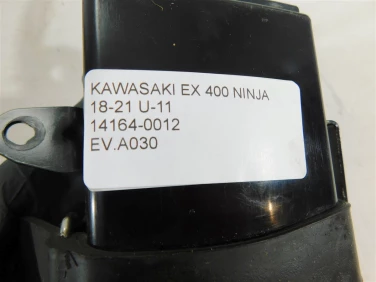 KAWASAKI EX 400 NINJA
18-21 U-11
14164-0012
EV.A030